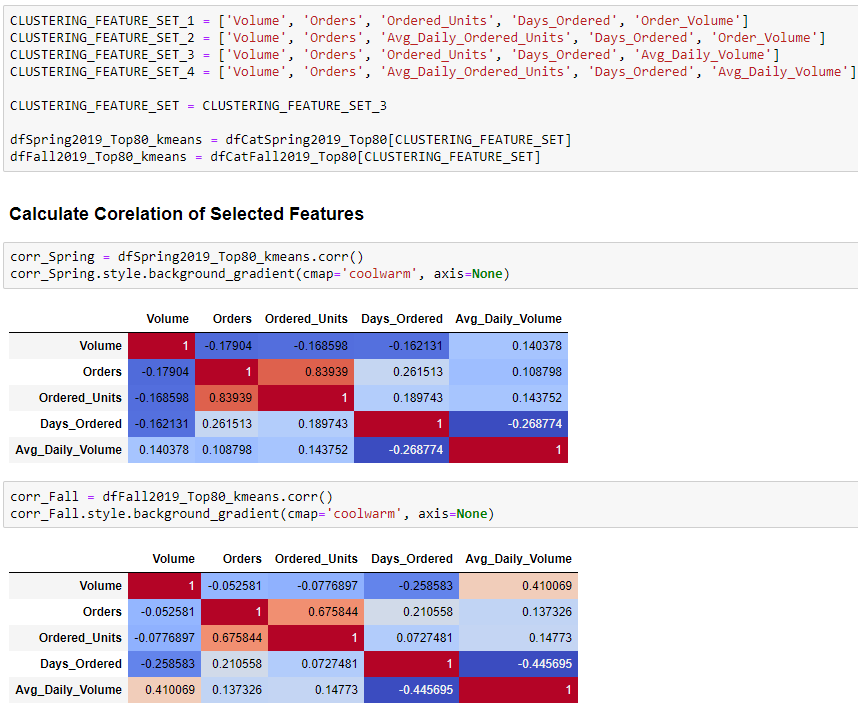 CLUSTERING_FEATURE_SET_1 = ['Volume', 'Orders', 'Ordered_Units', 'Days_Ordered', 'Order_Volume']
CLUSTERING_FEATURE_SET_2 = ['Volume', 'Orders', 'Avg_Daily_Ordered_Units', 'Days_Ordered', 'Order_Volume']
CLUSTERING_FEATURE_SET_3 = ['Volume', 'Orders', 'Ordered_Units', 'Days_Ordered', 'Avg_Daily_Volume']
CLUSTERING_FEATURE_SET_4 = ['Volume', 'Orders', 'Avg_Daily_Ordered_Units', 'Days_Ordered', 'Avg_Daily_Volume']
CLUSTERING_FEATURE_SET = CLUSTERING_FEATURE_SET_3
dfSpring2019_Top80_kmeans = dfCatSpring2019_Top80[CLUSTERING_FEATURE_SET]
dfFall2019_Top80_kmeans = dfCatFall2019_Top80[CLUSTERING_FEATURE_SET]
Calculate Corelation of Selected Features
corr_Spring = dfSpring2019_Top80_kmeans.corr()
corr_Spring.style.background_gradient(cmap='coolwarm', axis=None)
Volume Orders Ordered_Units Days_Ordered Avg_Daily_Volume
Volume 1 -0.17904 -0.168598 -0.162131 0.140378
Orders -0.17904 1 0.83939 0.261513 0.108798
Ordered_Units -0.168598 0.83939 1 0.189743 0.143752
Days_Ordered -0.162131 0.261513 0.189743 1 -0.268774
Avg_Daily_Volume 0.140378 0.108798 0.143752 -0.268774 1
corr_Fall = dfFall2019_Top80_kmeans.corr()
corr_Fall.style.background_gradient(cmap='coolwarm', axis=None)
Volume Orders Ordered_Units Days_Ordered Avg_Daily_Volume
Volume 1 -0.052581 -0.0776897 -0.258583 0.410069
Orders -0.052581 1 0.675844 0.210558 0.137326
Ordered_Units -0.0776897 0.675844 1 0.0727481 0.14773
Days_Ordered -0.258583 0.210558 0.0727481 1 -0.445695
Avg_Daily_Volume 0.410069 0.137326 0.14773 -0.445695 1